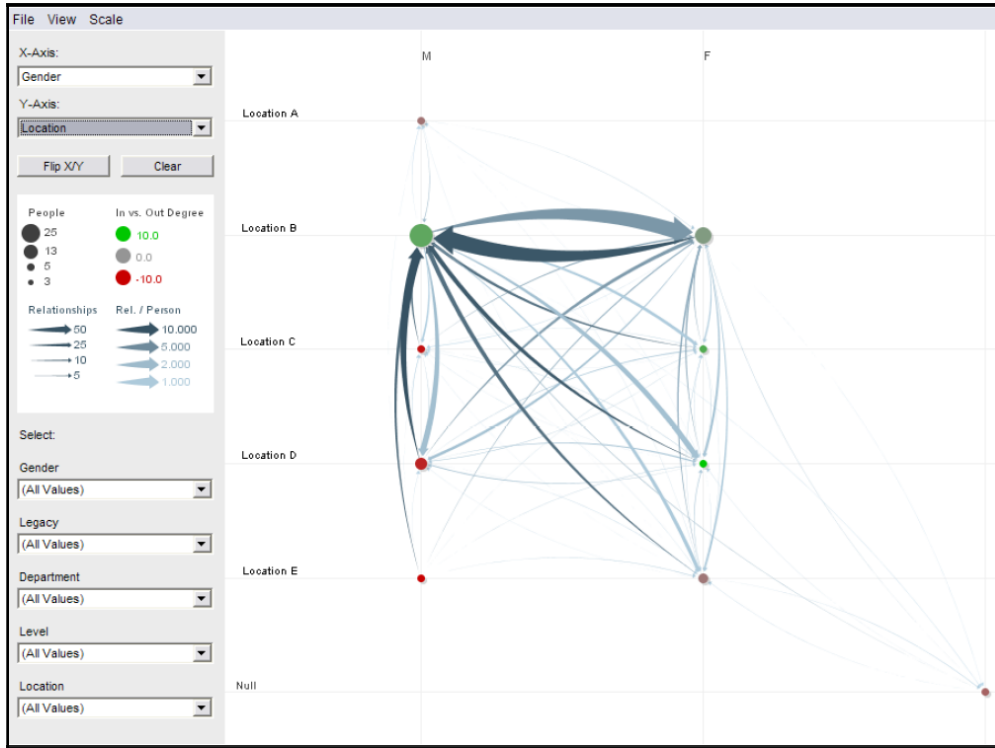 File View Scale
X-Axis:
Gender
Y-Axis:
Location
Flip X/Y Clear
People In vs. Out Degree
25 10.0
13 0.0
5
3 -10.0
Relationships Rel. / Person
50 10.000
25 5.000
10 2.000
5 1.000
Select:
Gender
(All Values)
Legacy
(All Values)
Department
(All Values)
Level
(All Values)
Location
(All Values)
M F
Location A
Location B
Location C
Location D
Location E
Null